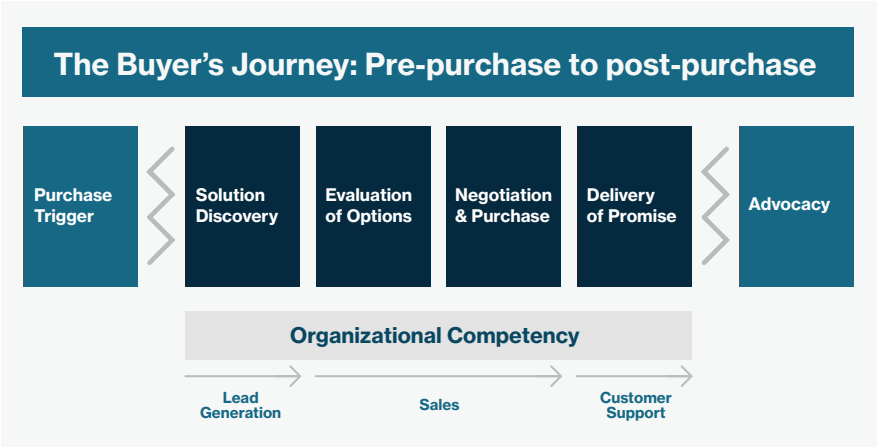 The Buyer’s Journey: Pre-purchase to post-purchase
Purchase
Trigger
Solution
Discovery
Evaluation
of Options
Negotiation
& Purchase
Delivery
of Promise
Advocacy
Organizational Competency
Lead
Generation
Sales
Customer
Support